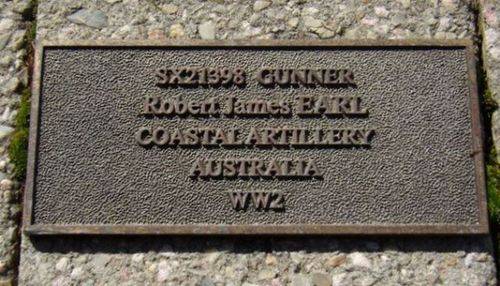 SX21398 GUNNER
Robert James EARL
COASTAL ARTILLERY
AUSTRALIA
WW2